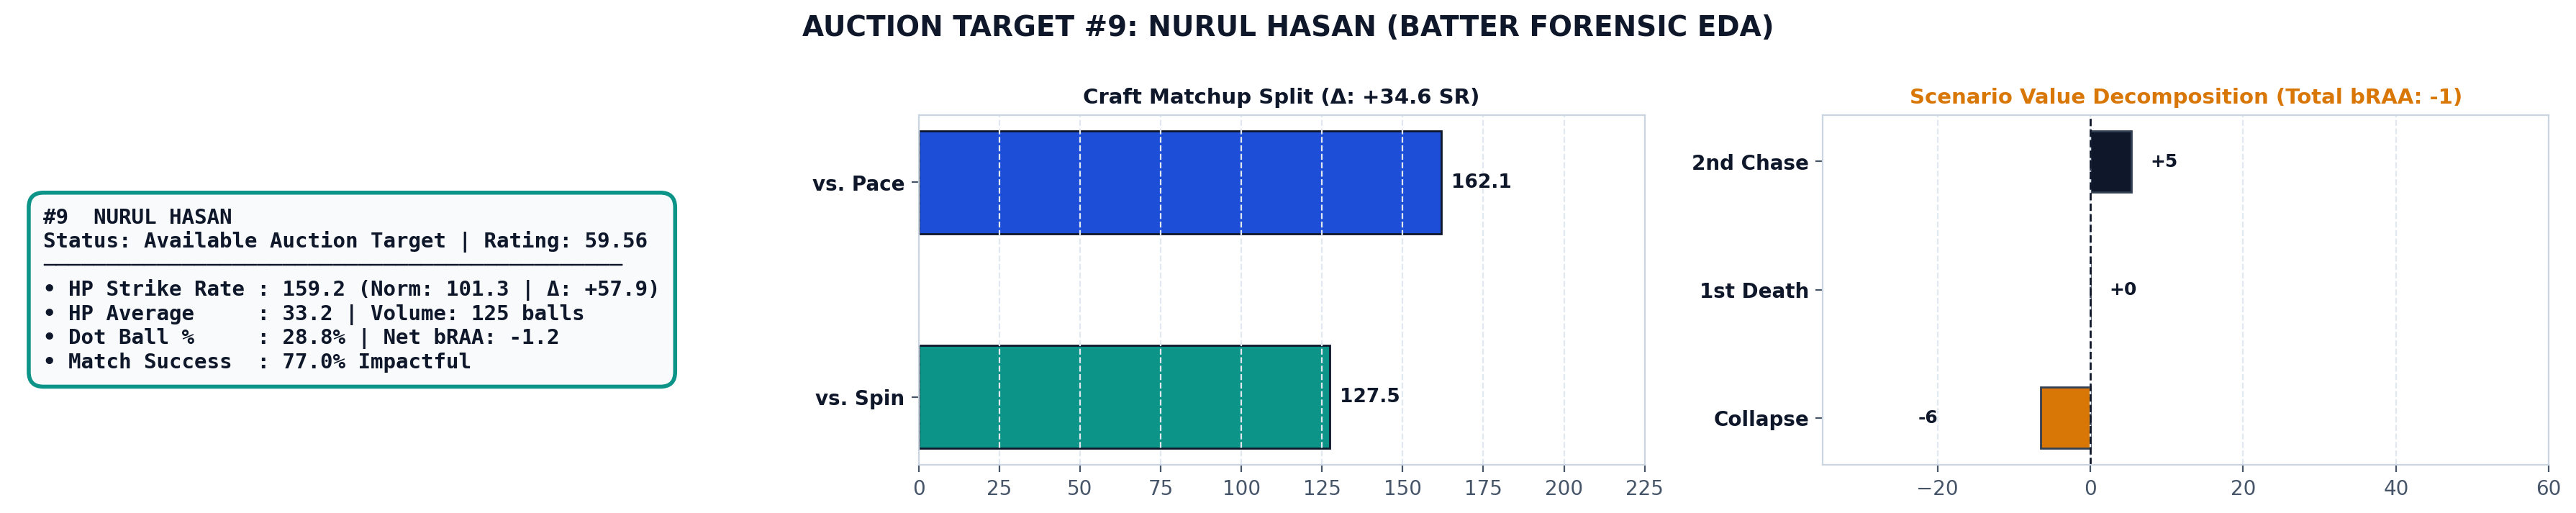 AUCTION TARGET #9: NURUL HASAN (BATTER FORENSIC EDA)
#9  NURUL HASAN
Status: Available Auction Target | Rating: 59.56
• HP Strike Rate : 159.2 (Norm: 101.3 | Δ: +57.9)
• HP Average     : 33.2 | Volume: 125 balls
• Dot Ball %     : 28.8% | Net bRAA: -1.2
• Match Success  : 77.0% Impactful
Craft Matchup Split (Δ: +34.6 SR)
vs. Pace
162.1
vs. Spin
127.5
0 25 50 75 100 125 150 175 200 225
Scenario Value Decomposition (Total bRAA: -1)
2nd Chase
+5
1st Death
+0
Collapse
-6
−20 0 20 40 60